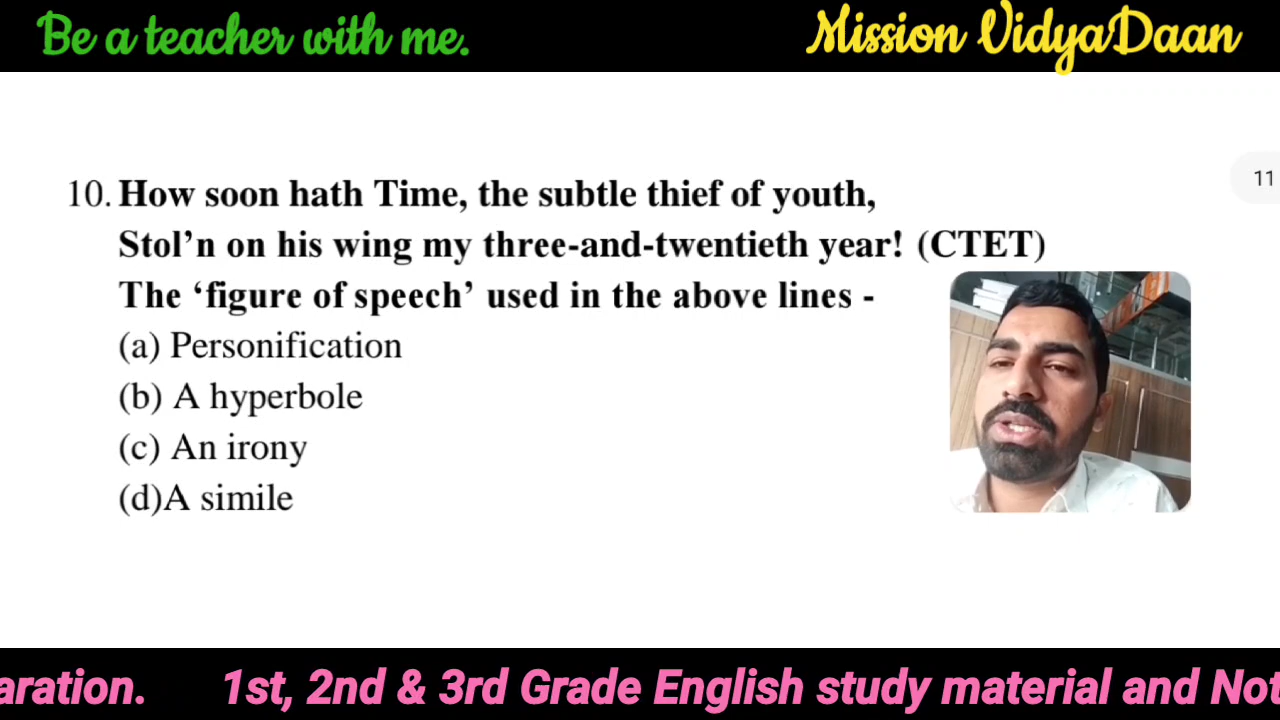 Be a teacher with me.
Mission VidyaDaan
11
10. How soon hath Time, the subtle thief of youth,
Stol’n on his wing my three-and-twentieth year! (CTET)
The ‘figure of speech’ used in the above lines -
(a) Personification
(b) A hyperbole
(c) An irony
(d)A simile
aration. 1st, 2nd & 3rd Grade English study material and Not